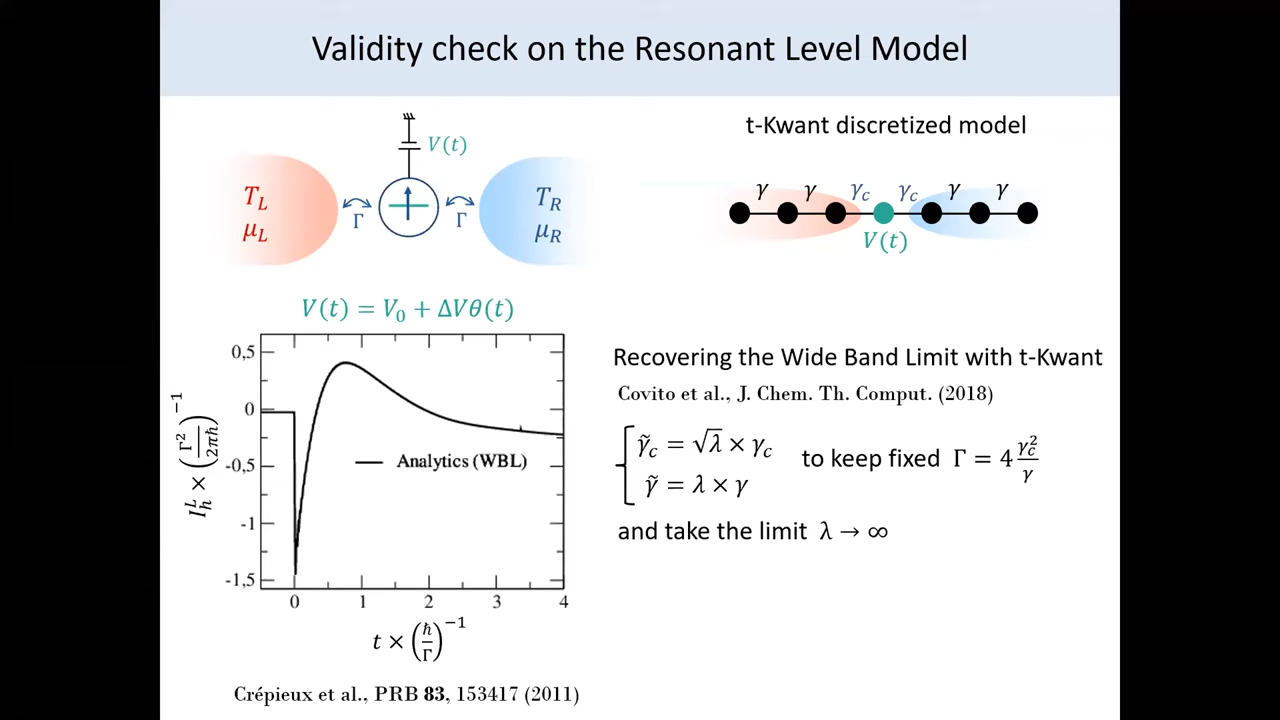 Validity check on the Resonant Level Model
V(t)
T_L
μ_L
Γ
Γ
T_R
μ_R
t-Kwant discretized model
γ γ γ_c γ_c γ γ
V(t)
V(t) = V_0 + ΔVθ(t)
0,5
0
-0,5
-1
-1,5
I_h^L × (Γ^2/2πħ)^−1
Analytics (WBL)
0 1 2 3 4
t × (ħ/Γ)^−1
Crépieux et al., PRB 83, 153417 (2011)
Recovering the Wide Band Limit with t-Kwant
Covito et al., J. Chem. Th. Comput. (2018)
γ̃_c = √λ × γ_c
γ̃ = λ × γ
to keep fixed Γ = 4 γ_c^2/γ
and take the limit λ → ∞